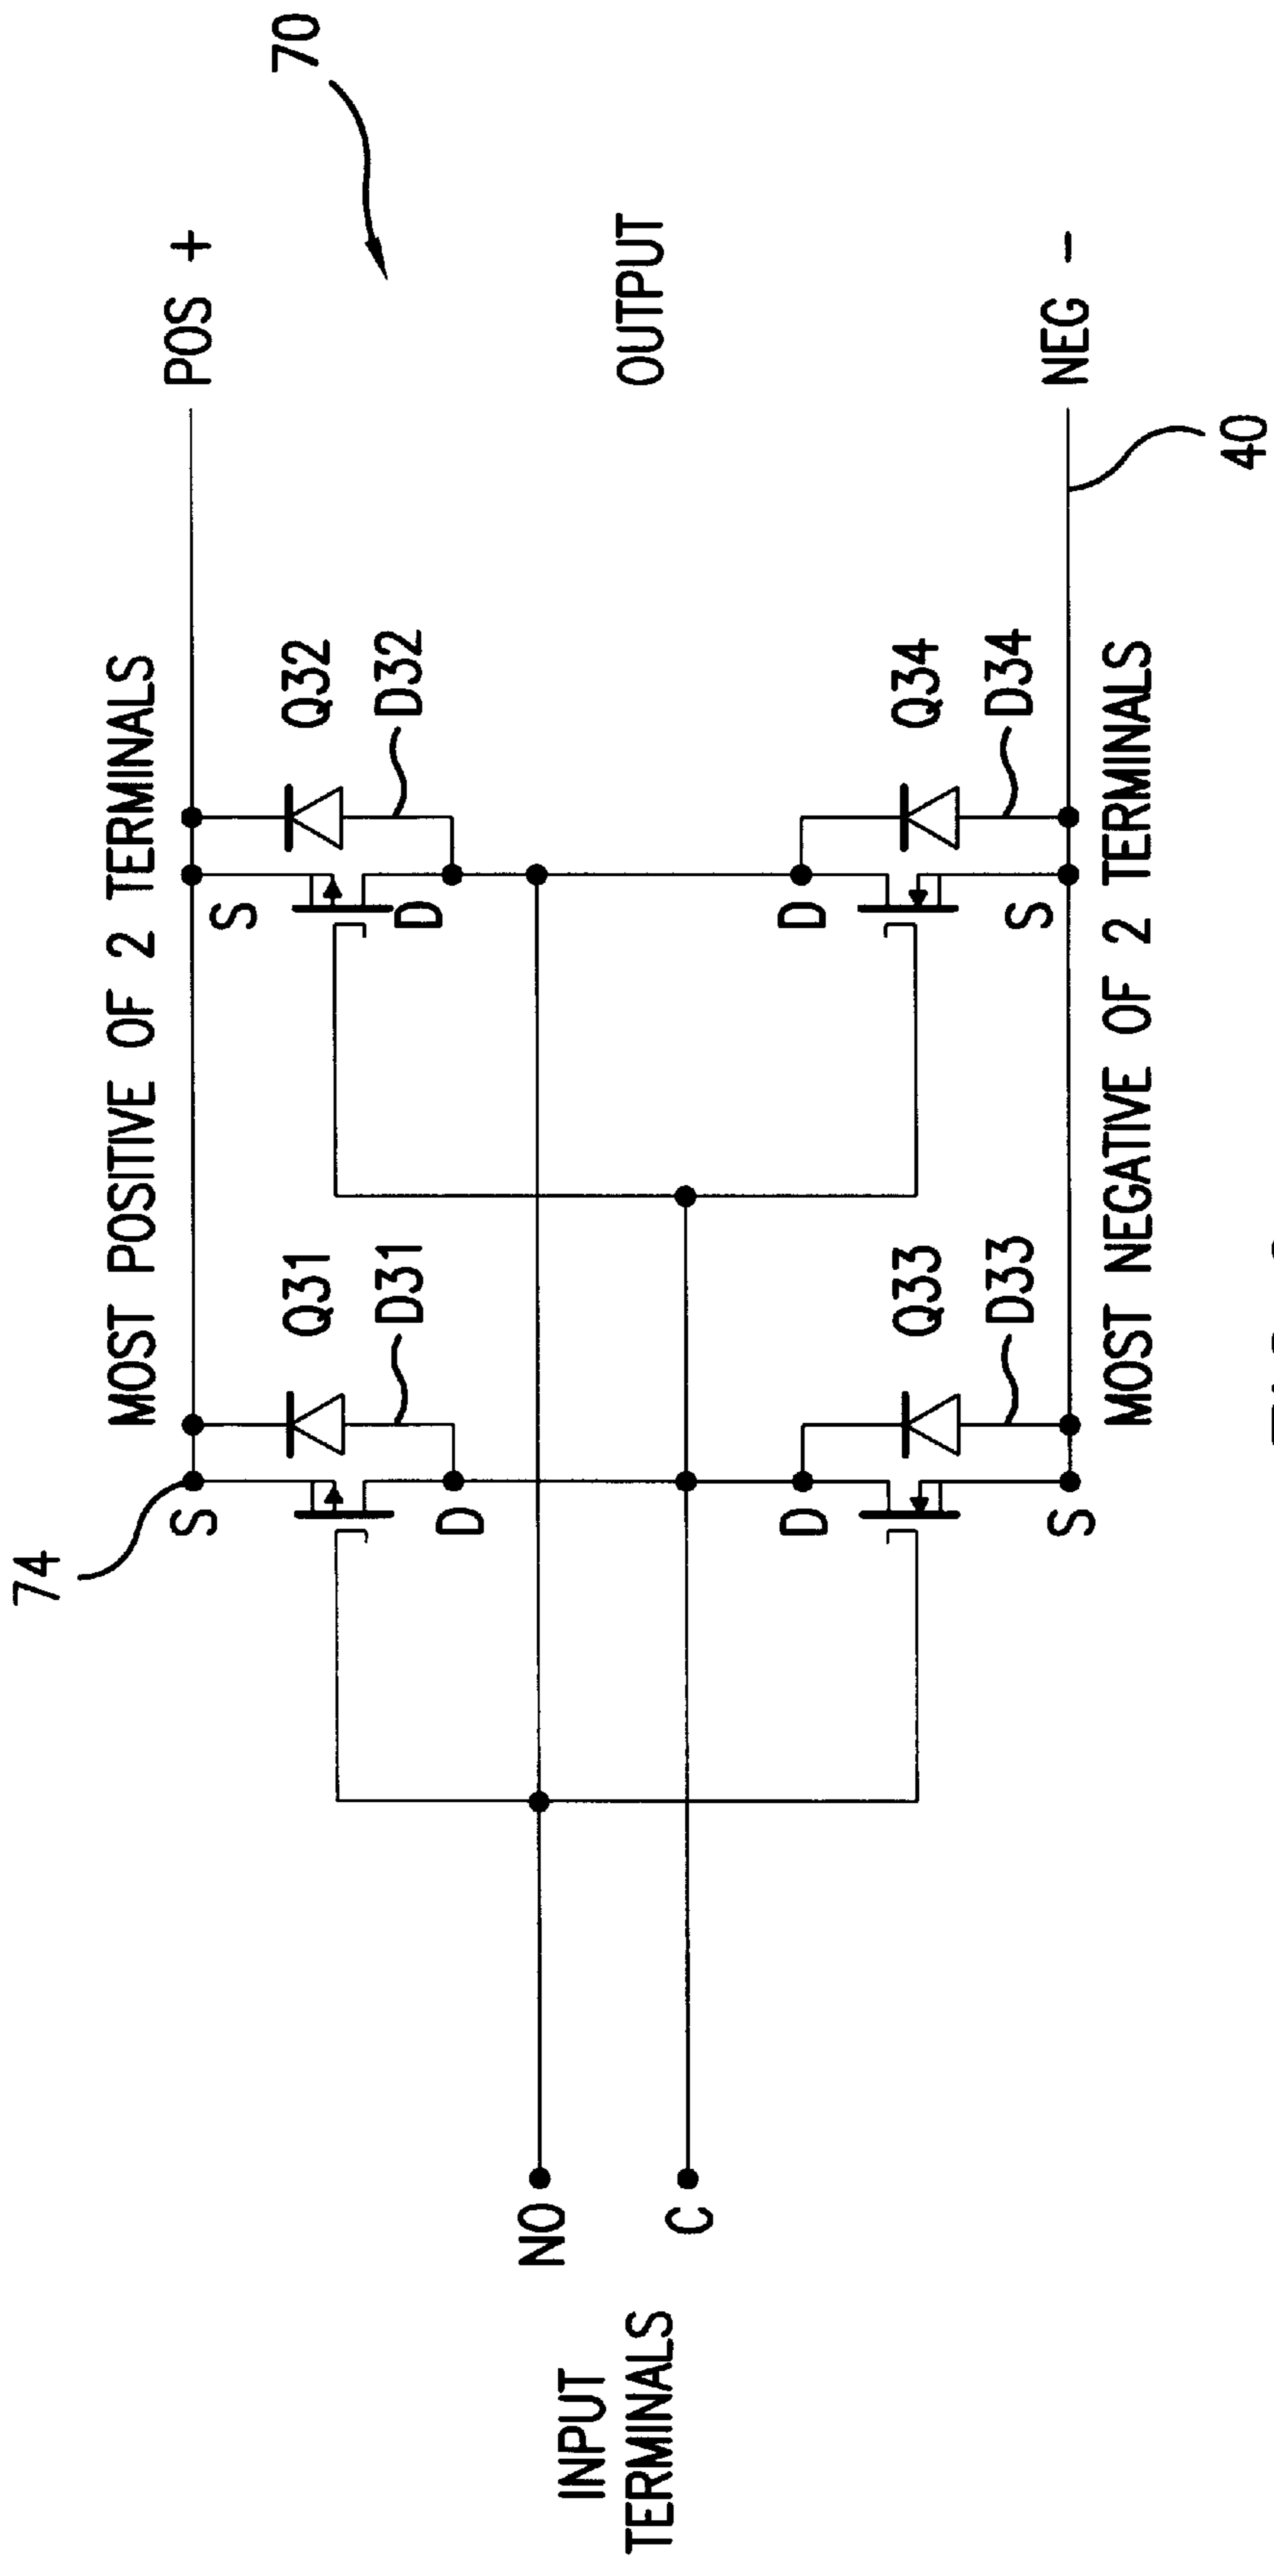 70
74
POS +
MOST POSITIVE OF 2 TERMINALS
Q31
D31
Q32
D32
S
D
S
D
NO
C
INPUT
TERMINALS
OUTPUT
D
S
D
S
Q33
D33
Q34
D34
NEG -
MOST NEGATIVE OF 2 TERMINALS
40